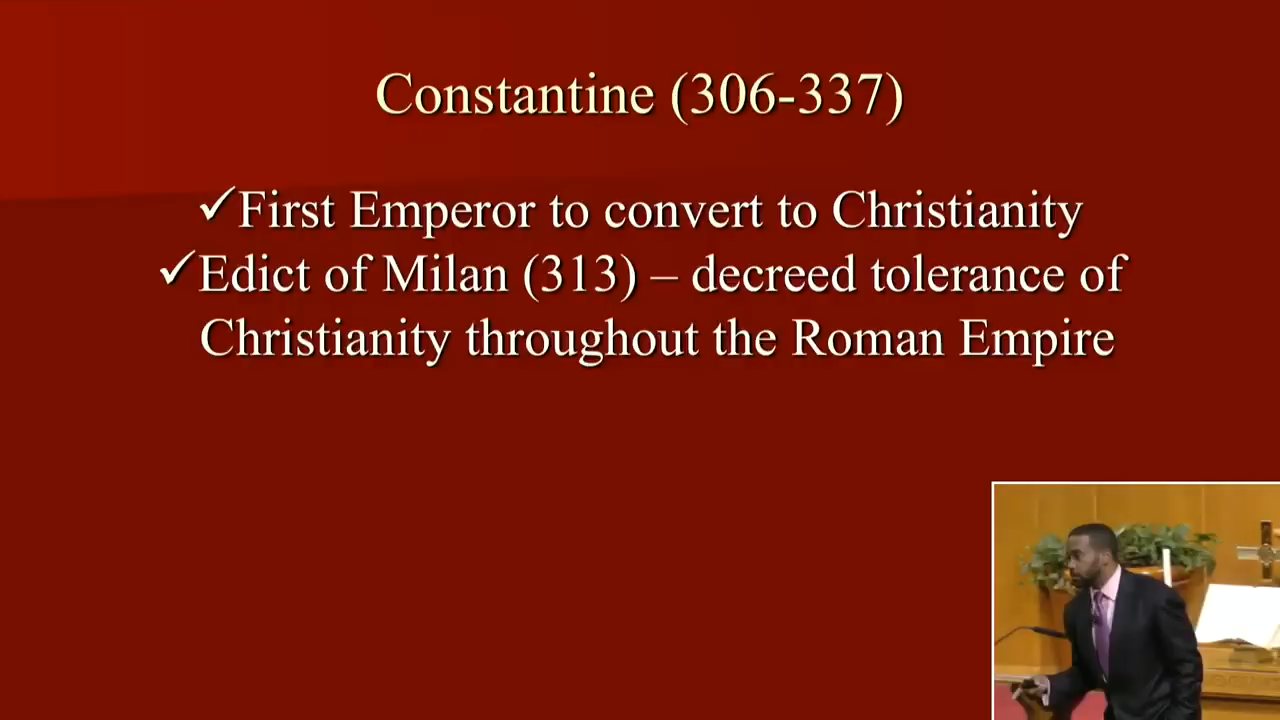 Constantine (306-337)
✓First Emperor to convert to Christianity
✓Edict of Milan (313) – decreed tolerance of
Christianity throughout the Roman Empire